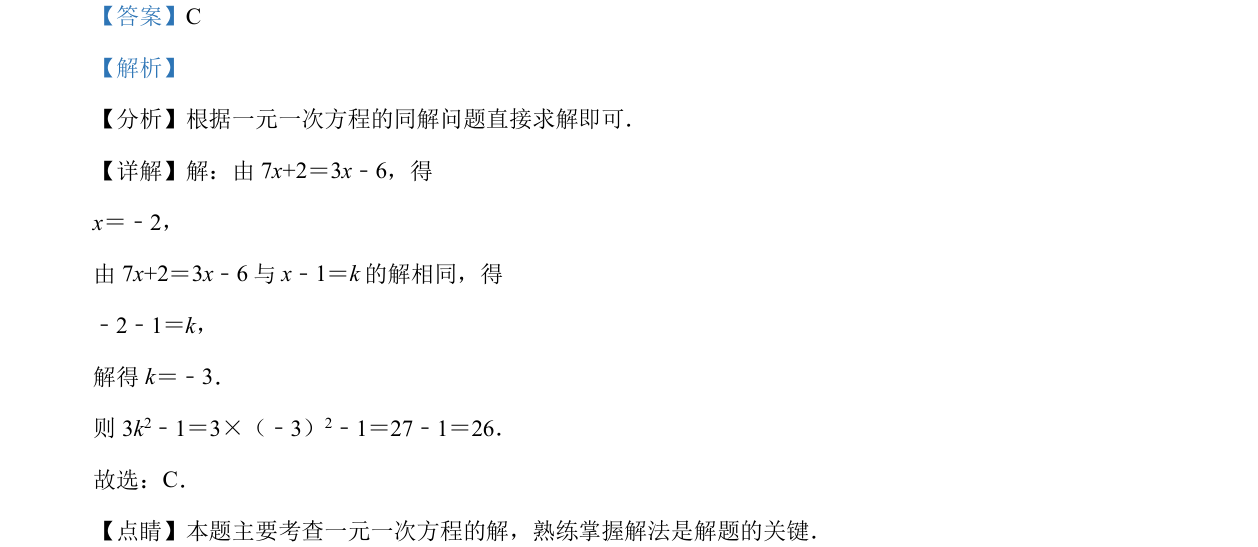 【答案】C
【解析】
【分析】根据一元一次方程的同解问题直接求解即可．
【详解】解：由 7x+2＝3x﹣6，得
x＝﹣2，
由 7x+2＝3x﹣6 与 x﹣1＝k 的解相同，得
﹣2﹣1＝k，
解得 k＝﹣3．
则 3k²﹣1＝3×（﹣3）²﹣1＝27﹣1＝26．
故选：C．
【点睛】本题主要考查一元一次方程的解，熟练掌握解法是解题的关键．